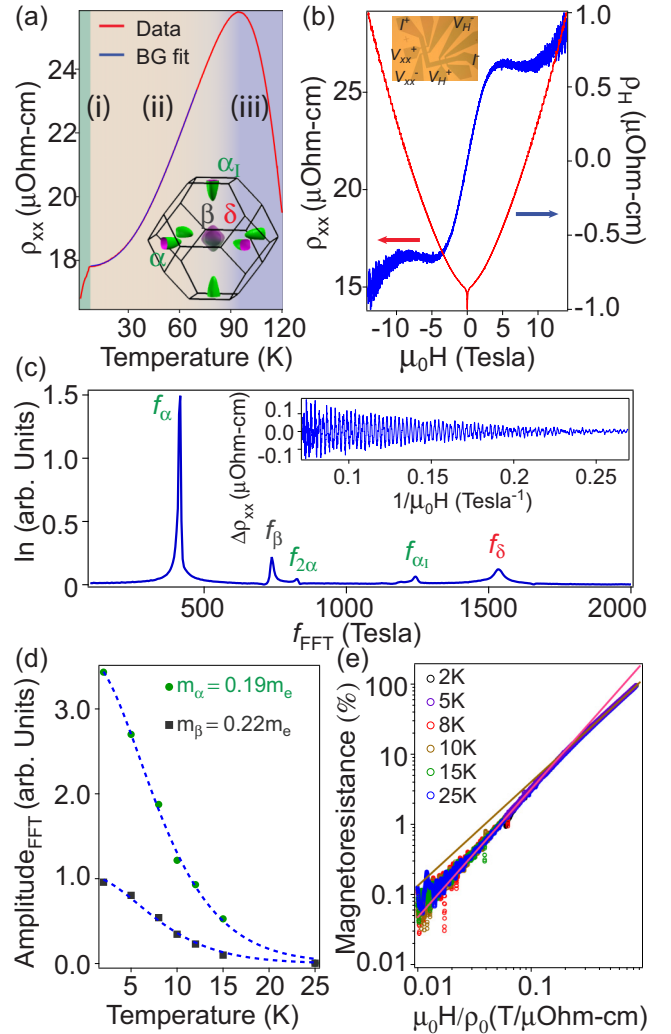 (a)
Data
BG fit
(i)
(ii)
(iii)
24
22
20
18
ρxx (μOhm-cm)
αI
β
δ
α
30
60
90
120
Temperature (K)
(b)
I+
VH-
Vxx+
I-
Vxx-
VH+
25
20
15
ρxx (μOhm-cm)
1.0
0.5
0.0
-0.5
-1.0
ρH (μOhm-cm)
-10
-5
0
5
10
μ0H (Tesla)
(c)
1.5
1.0
0.5
0
In (arb. Units)
fα
fβ
f2α
fαI
fδ
0.1
0.0
-0.1
Δρxx (μOhm-cm)
0.1
0.15
0.20
0.25
1/μ0H (Tesla-1)
500
1000
1500
2000
fFFT (Tesla)
(d)
mα = 0.19me
mβ = 0.22me
3.0
2.0
1.0
0.0
AmplitudeFFT (arb. Units)
5
10
15
20
25
Temperature (K)
(e)
2K
5K
8K
10K
15K
25K
100
10
1
0.1
0.01
Magnetoresistance (%)
0.01
0.1
μ0H/ρ0(T/μOhm-cm)